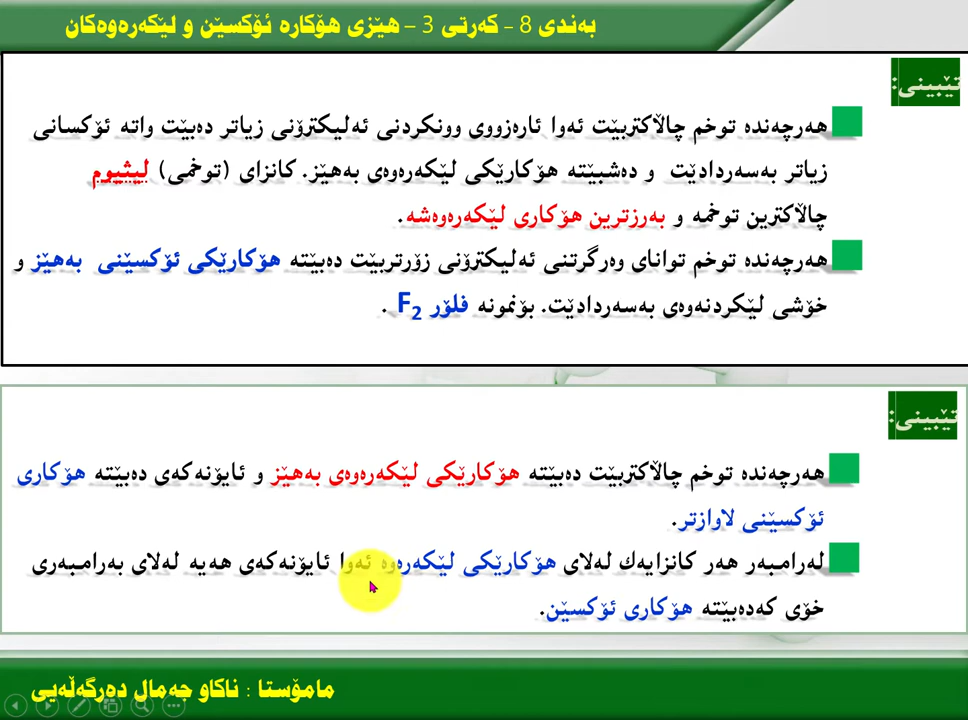 بەندی 8 - کەرتی 3 - هێزی هۆکارە ئۆکسێن و لێکەرەوەکان
تێبینی:
هەرچەندە توخم چالاکتربێت ئەوا ئارەزووی وونکردنی ئەلیکترۆنی زیاتر دەبێت واتە ئۆکسانی
زیاتر بەسەردادێت و دەشبێتە هۆکارێکی لێکەرەوەی بەهێز. کانزای (توخمی) لیثیوم
چالاکترین توخمە و بەرزترین هۆکاری لێکەرەوەشە.
هەرچەندە توخم توانای وەرگرتنی ئەلیکترۆنی زۆرتربێت دەبێتە هۆکارێکی ئۆکسێنی بەهێز و
خۆشی لێکردنەوەی بەسەردادێت. بۆنمونە فلۆر F₂ .
تێبینی:
هەرچەندە توخم چالاکتربێت دەبێتە هۆکارێکی لێکەرەوەی بەهێز و ئایۆنەکەی دەبێتە هۆکاری
ئۆکسێنی لاوازتر.
لەرامبەر هەر کانزایەك لەلای هۆکارێکی لێکەرەوە ئەوا ئایۆنەکەی هەیە لەلای بەرامبەری
خۆی کەدەبێتە هۆکاری ئۆکسێن.
مامۆستا : ناکاو جەمال دەرگەڵەیی